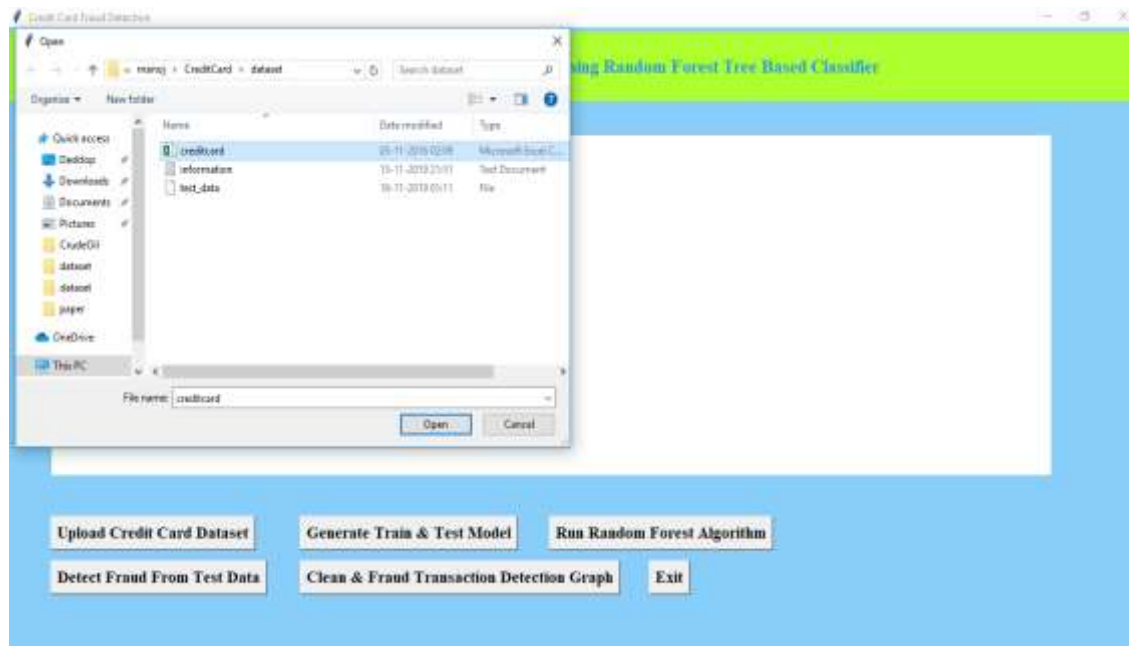 Credit Card Fraud Detection
Open
sing Random Forest Tree Based Classifier
« manoj › CreditCard › dataset
Search dataset
Organize
New folder
Name
Date modified
Type
Quick access
Desktop
Downloads
Documents
Pictures
CrudeOil
dataset
dataset
paper
OneDrive
This PC
creditcard
Microsoft Excel C...
information
Text Document
test_data
File
File name: creditcard
Open
Cancel
Upload Credit Card Dataset
Generate Train & Test Model
Run Random Forest Algorithm
Detect Fraud From Test Data
Clean & Fraud Transaction Detection Graph
Exit